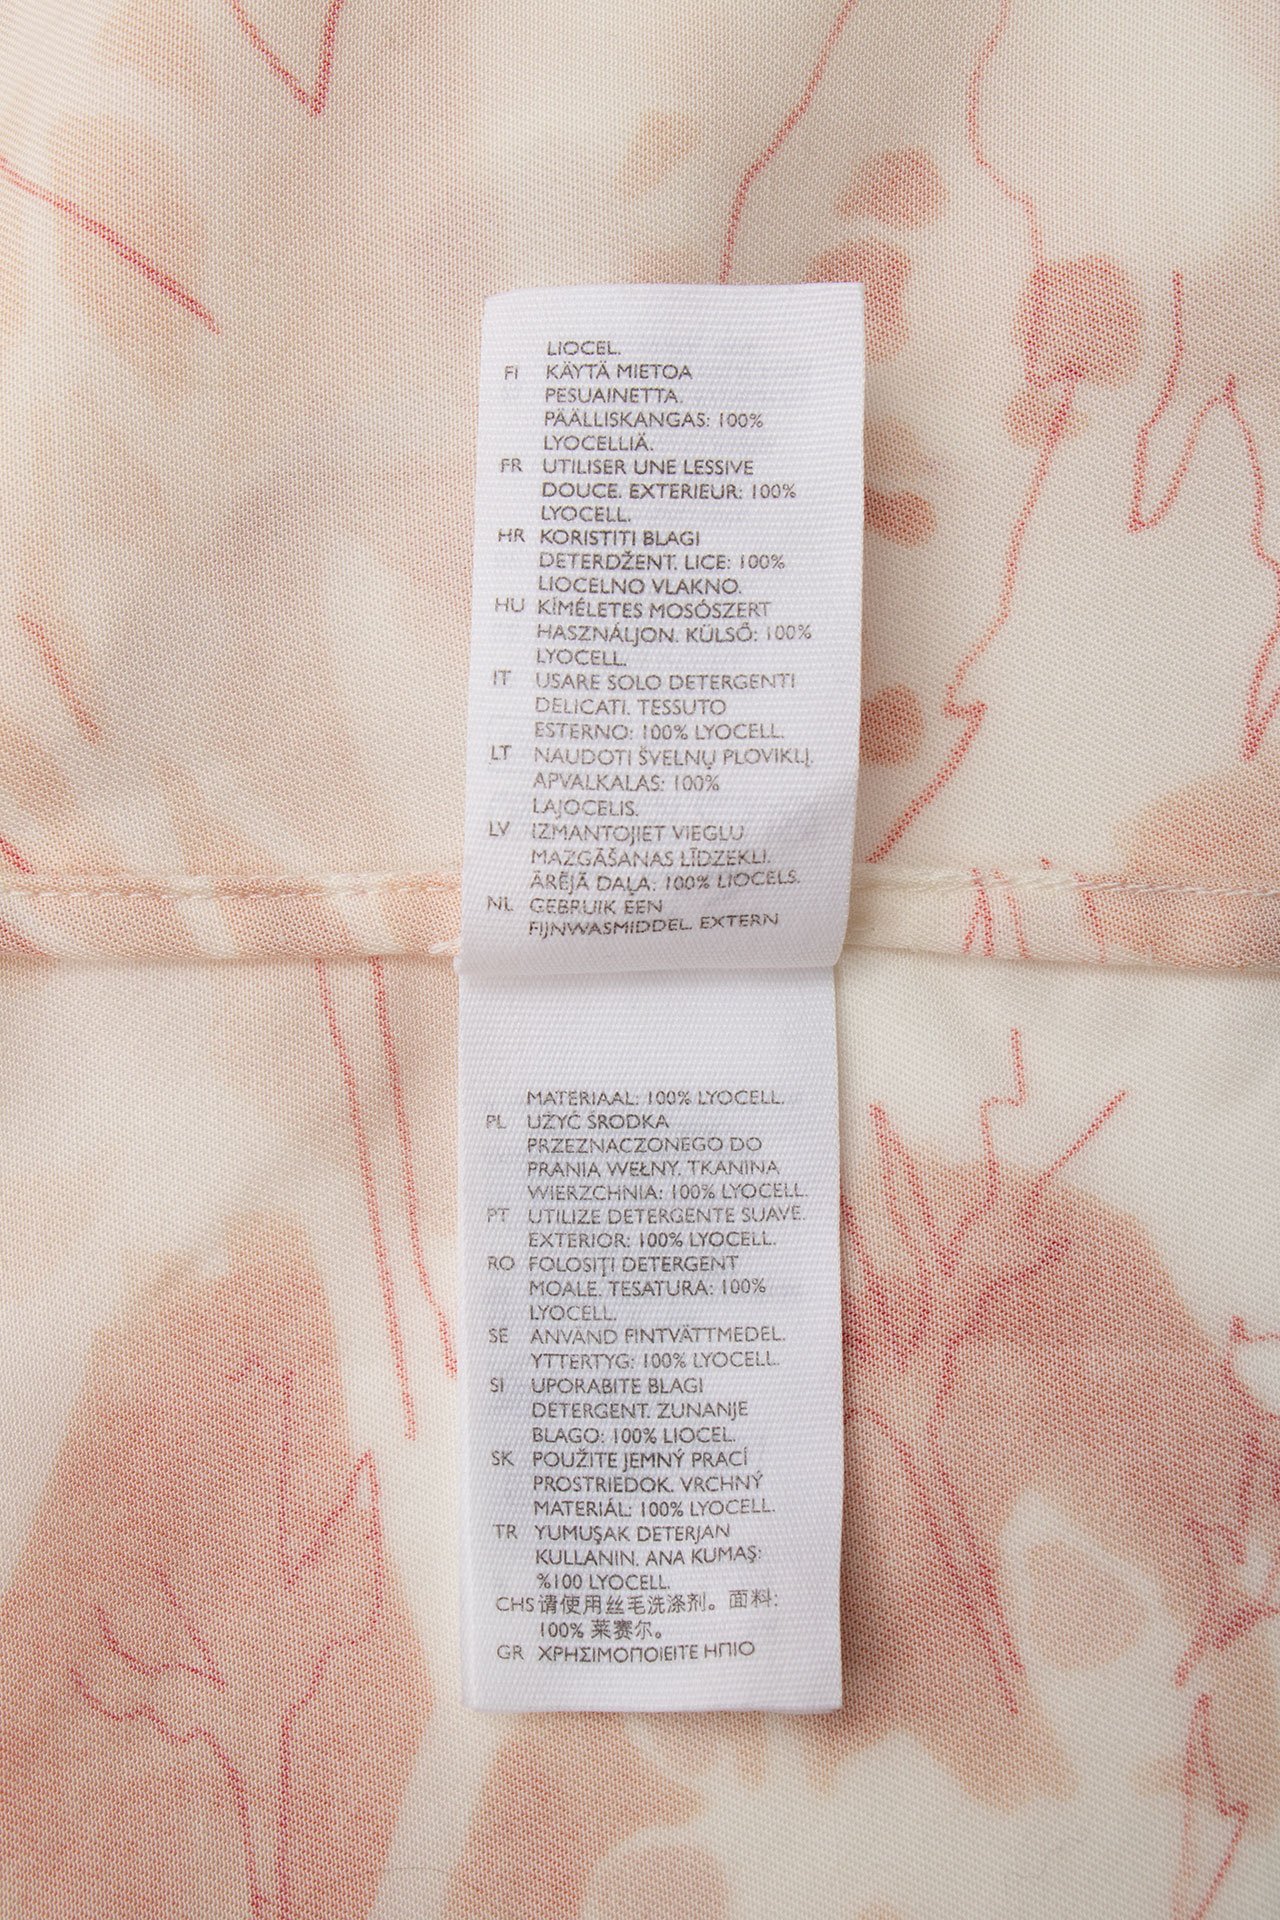 LIOCEL.
FI KÄYTÄ MIETOA
PESUAINETTA.
PÄÄLLISKANGAS: 100%
LYOCELLIÄ.
FR UTILISER UNE LESSIVE
DOUCE. EXTERIEUR: 100%
LYOCELL.
HR KORISTITI BLAGI
DETERDŽENT. LICE: 100%
LIOCELNO VLAKNO.
HU KÍMÉLETES MOSÓSZERT
HASZNÁLJON. KÜLSŐ: 100%
LYOCELL.
IT USARE SOLO DETERGENTI
DELICATI. TESSUTO
ESTERNO: 100% LYOCELL.
LT NAUDOTI ŠVELNŲ PLOVIKLĮ.
APVALKALAS: 100%
LAJOCELIS.
LV IZMANTOJIET VIEGLU
MAZGĀŠANAS LĪDZEKLI.
ĀRĒJĀ DAĻA: 100% LIOCELS.
NL GEBRUIK EEN
FIJNWASMIDDEL. EXTERN
MATERIAAL: 100% LYOCELL.
PL UŻYĆ ŚRODKA
PRZEZNACZONEGO DO
PRANIA WEŁNY. TKANINA
WIERZCHNIA: 100% LYOCELL.
PT UTILIZE DETERGENTE SUAVE.
EXTERIOR: 100% LYOCELL.
RO FOLOSIȚI DETERGENT
MOALE. TESATURA: 100%
LYOCELL.
SE ANVÄND FINTVÄTTMEDEL.
YTTERTYG: 100% LYOCELL.
SI UPORABITE BLAGI
DETERGENT. ZUNANJE
BLAGO: 100% LIOCEL.
SK POUŽITE JEMNÝ PRACÍ
PROSTRIEDOK. VRCHNÝ
MATERIÁL: 100% LYOCELL.
TR YUMUŞAK DETERJAN
KULLANIN. ANA KUMAŞ:
%100 LYOCELL.
CHS 请使用丝毛洗涤剂。面料:
100% 莱赛尔。
GR ΧΡΗΣΙΜΟΠΟΙΕΙΤΕ ΗΠΙΟ